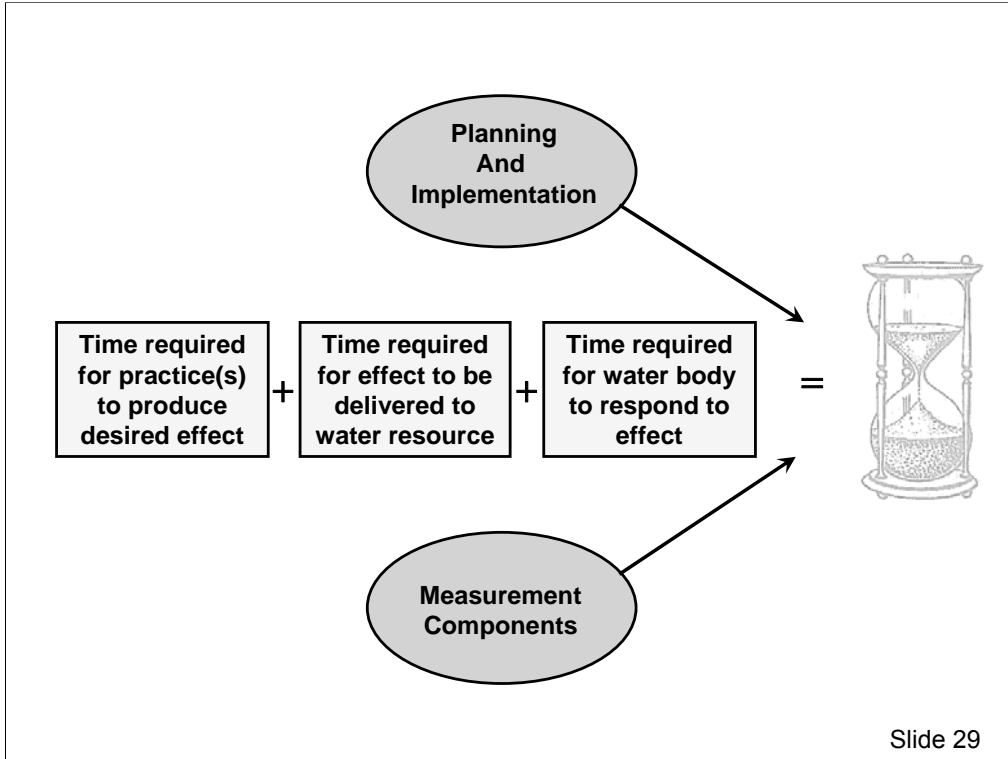 Planning
And
Implementation
Time required
for practice(s)
to produce
desired effect
+
Time required
for effect to be
delivered to
water resource
+
Time required
for water body
to respond to
effect
=
Measurement
Components
Slide 29